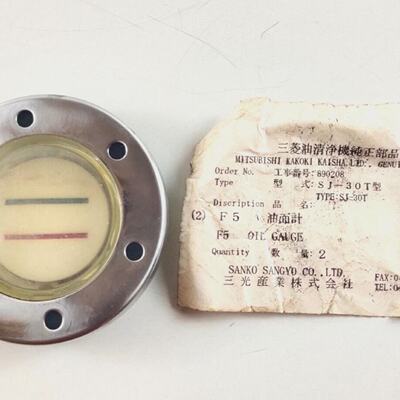 三菱油清浄機純正部品
MITSUBISHI KAKOKI KAISHA, LTD., GENUI
Order No. 工事番号: 890208
Type 型 式: SJ-30T型
TYPE:SJ-30T
Discription 品 名:
(2) F5 油面計
F5 OIL GAUGE
Quantity 数 量: 2
SANKO SANGYO CO., LTD. FAX:04
三光産業株式会社 TEL:04